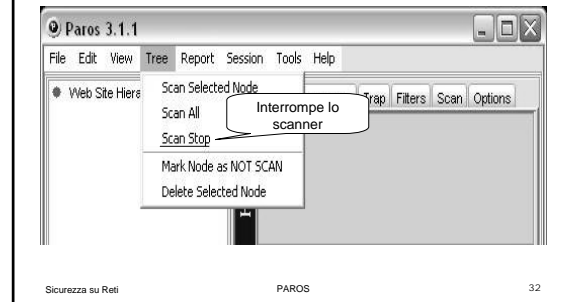 Paros 3.1.1
File Edit View Tree Report Session Tools Help
Web Site Hiera
Trap Filters Scan Options
Scan Selected Node
Scan All
Scan Stop
Interrompe lo
scanner
Mark Node as NOT SCAN
Delete Selected Node
Sicurezza su Reti PAROS 32